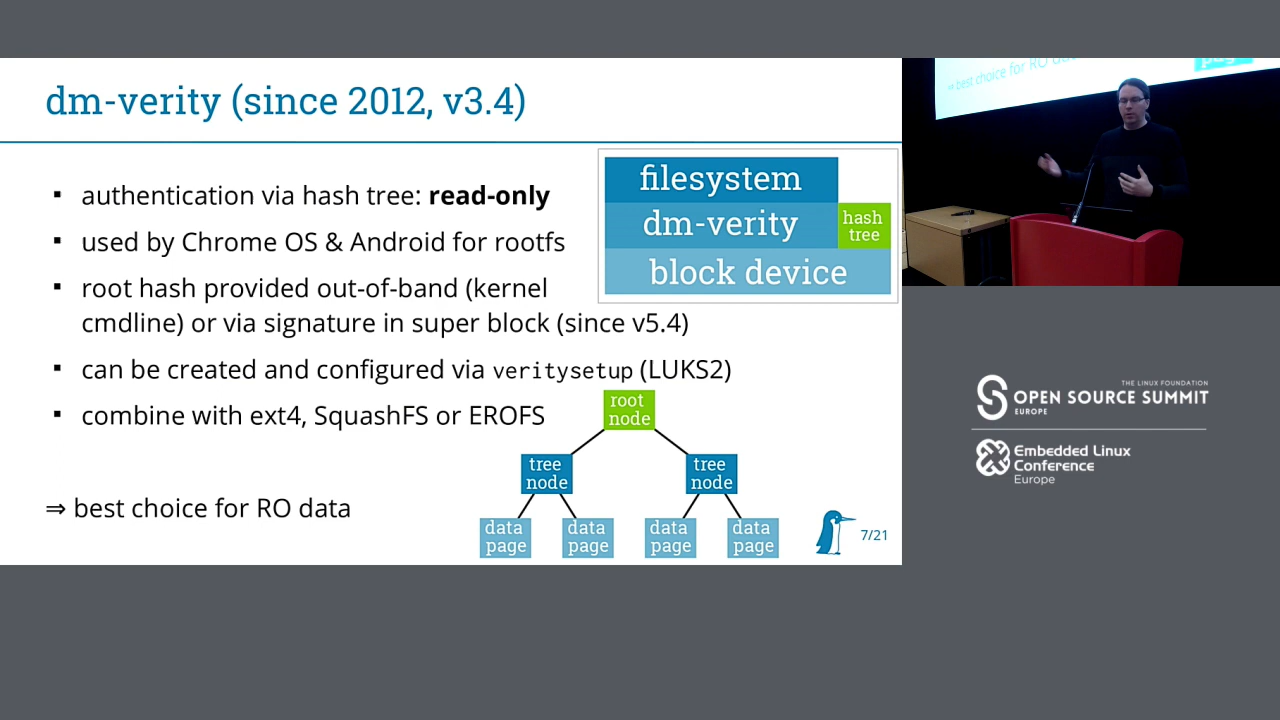 dm-verity (since 2012, v3.4)
▪ authentication via hash tree: read-only
▪ used by Chrome OS & Android for rootfs
▪ root hash provided out-of-band (kernel
cmdline) or via signature in super block (since v5.4)
▪ can be created and configured via veritysetup (LUKS2)
▪ combine with ext4, SquashFS or EROFS
⇒ best choice for RO data
filesystem
dm-verity
hash
tree
block device
root
node
tree
node
tree
node
data
page
data
page
data
page
data
page
7/21
⇒ best choice for RO
THE LINUX FOUNDATION
OPEN SOURCE SUMMIT
EUROPE
Embedded Linux
Conference
Europe